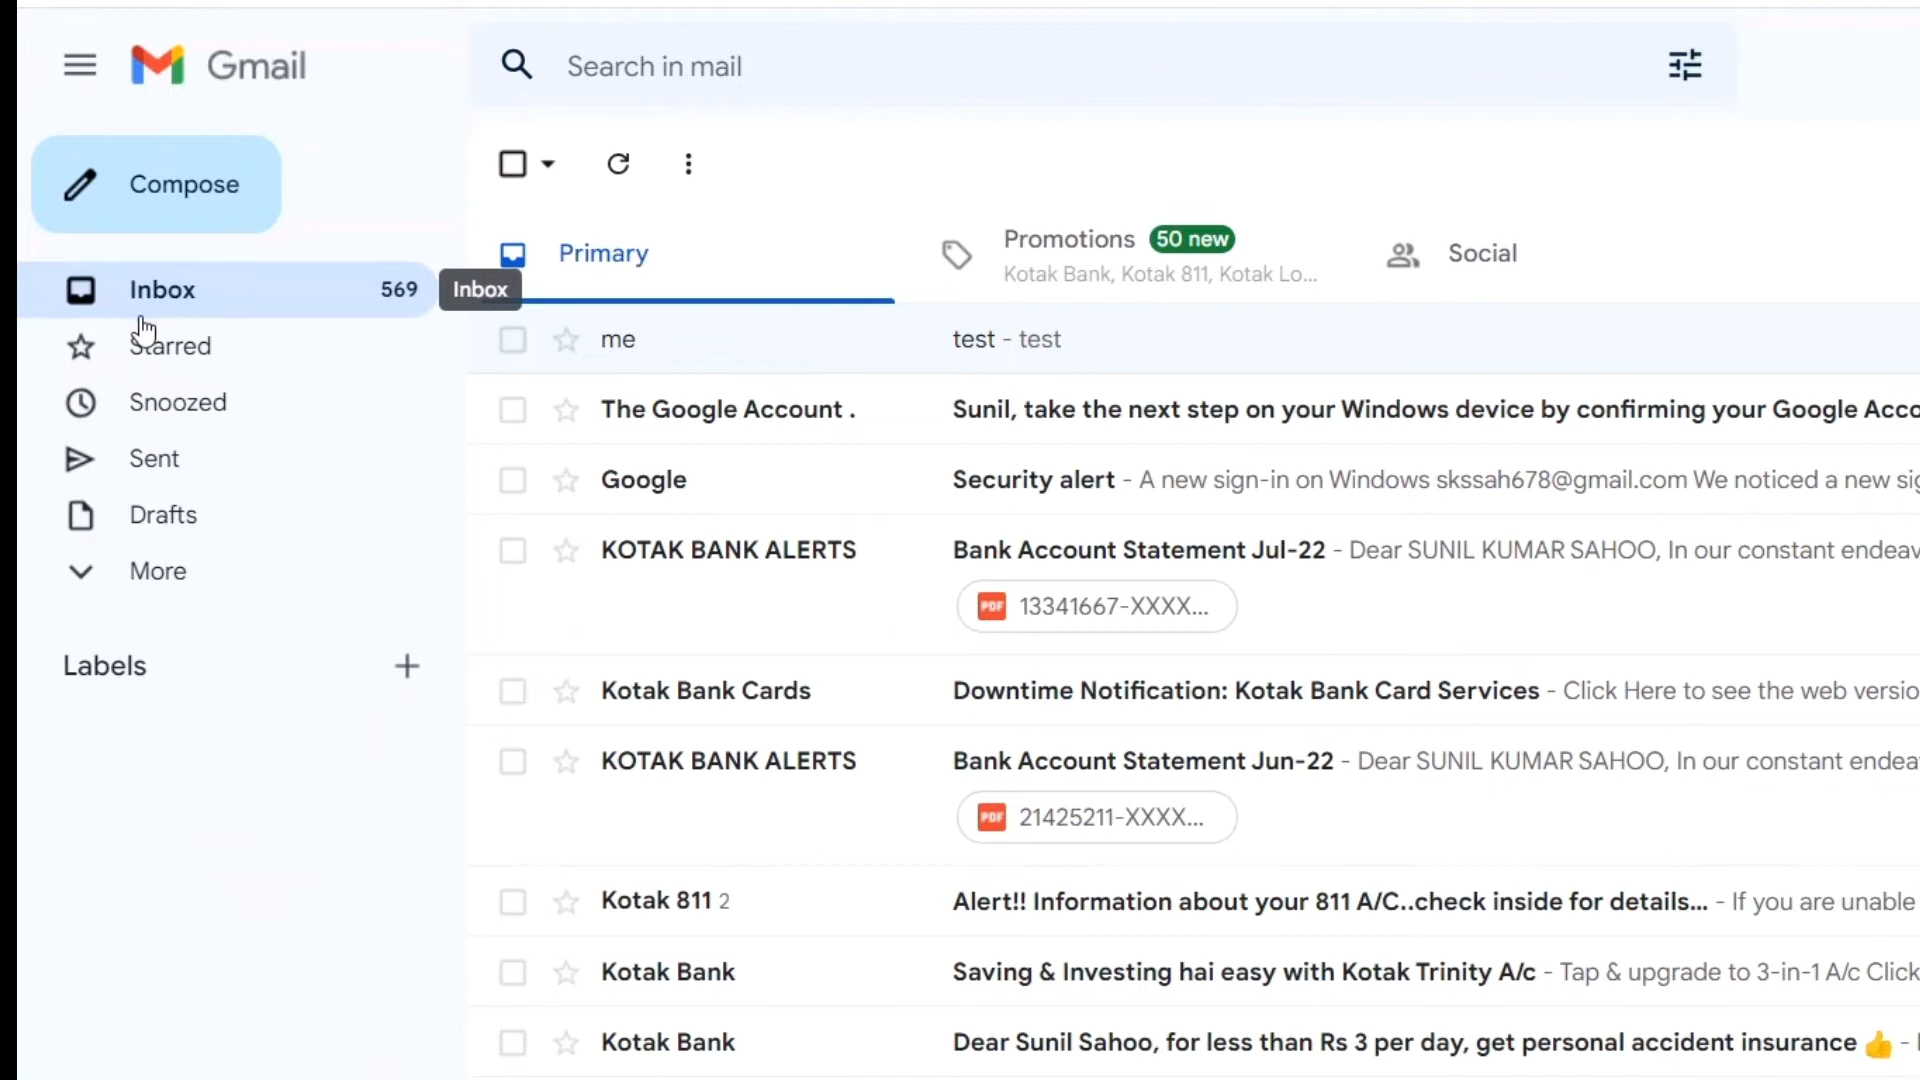 Gmail
Search in mail
Compose
Inbox 569
Inbox
Starred
Snoozed
Sent
Drafts
More
Labels
Primary
Promotions 50 new
Kotak Bank, Kotak 811, Kotak Lo...
Social
me test - test
The Google Account . Sunil, take the next step on your Windows device by confirming your Google Acco
Google Security alert - A new sign-in on Windows skssah678@gmail.com We noticed a new sig
KOTAK BANK ALERTS Bank Account Statement Jul-22 - Dear SUNIL KUMAR SAHOO, In our constant endeav
PDF 13341667-XXXX...
Kotak Bank Cards Downtime Notification: Kotak Bank Card Services - Click Here to see the web versio
KOTAK BANK ALERTS Bank Account Statement Jun-22 - Dear SUNIL KUMAR SAHOO, In our constant endea
PDF 21425211-XXXX...
Kotak 811 2 Alert!! Information about your 811 A/C..check inside for details... - If you are unable
Kotak Bank Saving & Investing hai easy with Kotak Trinity A/c - Tap & upgrade to 3-in-1 A/c Click
Kotak Bank Dear Sunil Sahoo, for less than Rs 3 per day, get personal accident insurance 👍 -